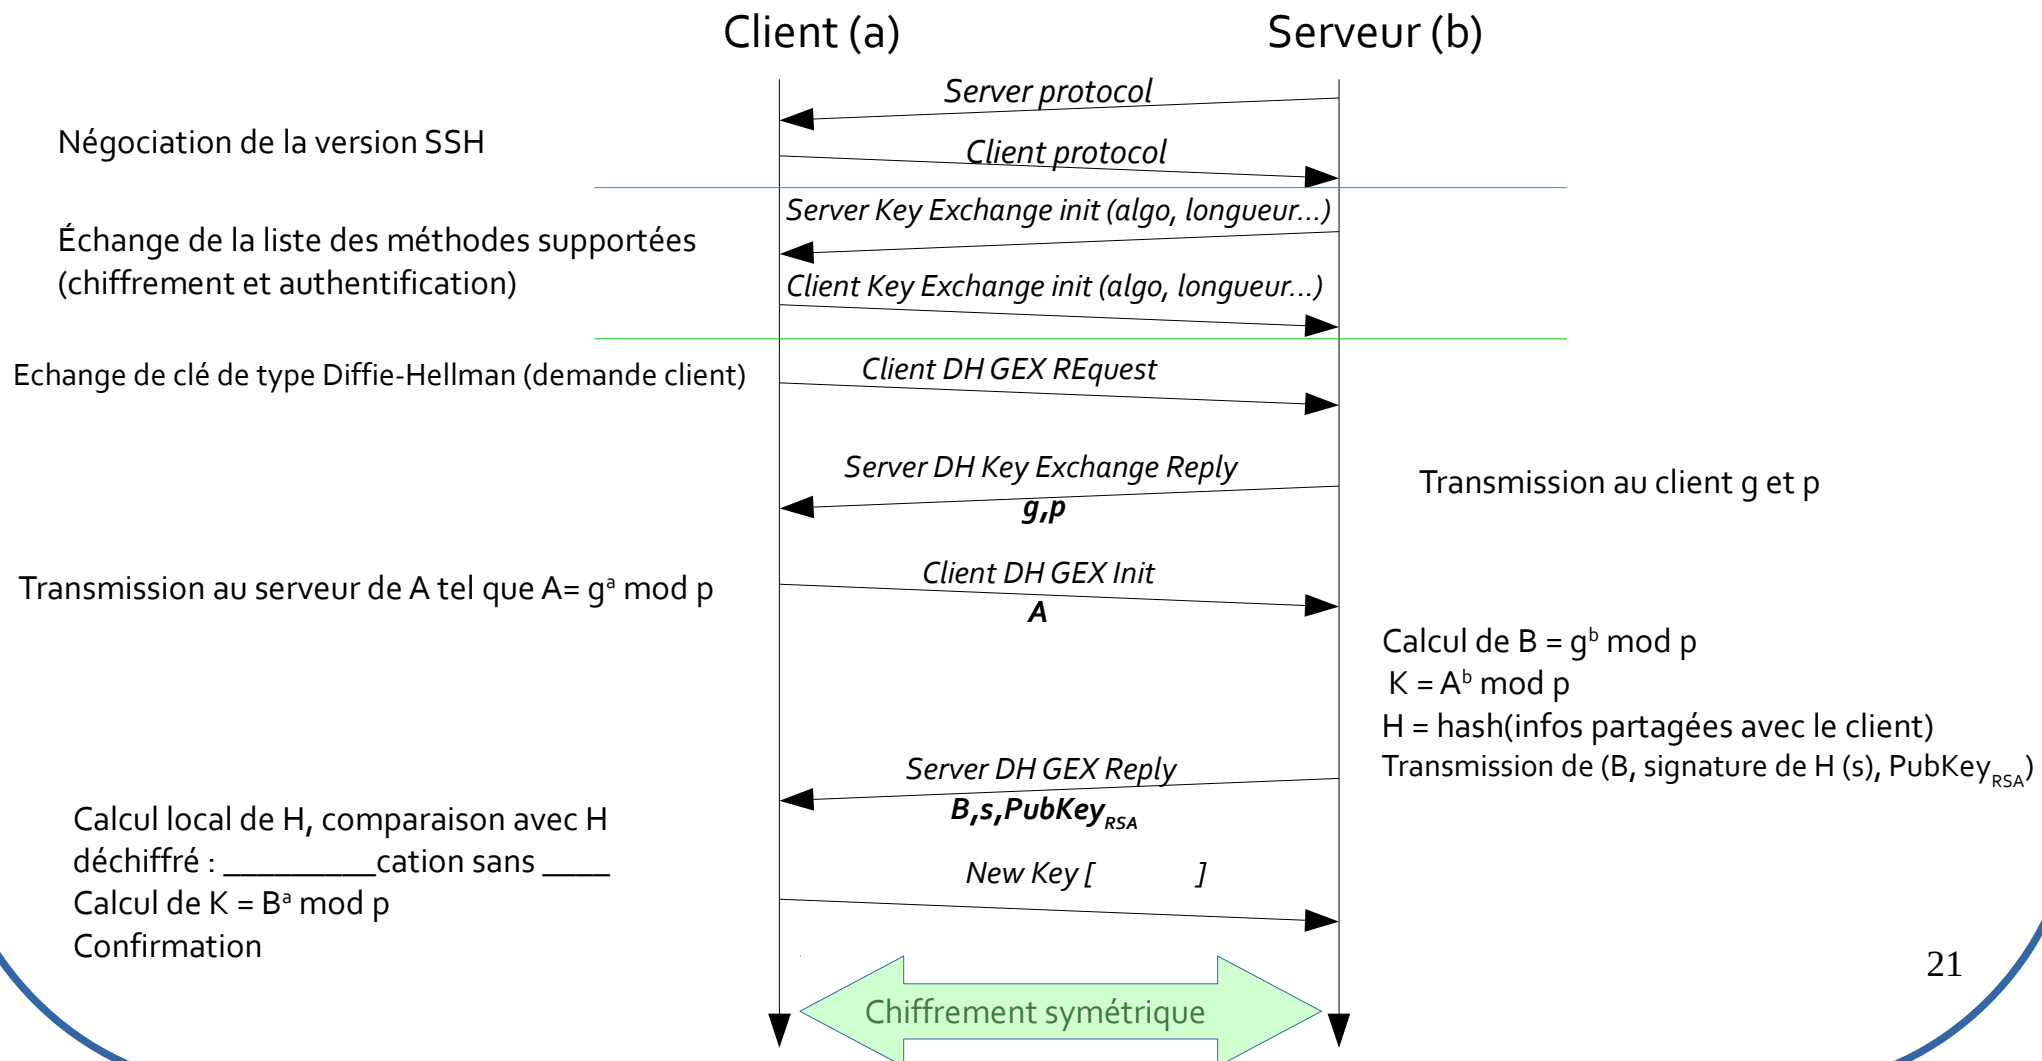 Client (a)
Serveur (b)
Server protocol
Négociation de la version SSH
Client protocol
Server Key Exchange init (algo, longueur...)
Échange de la liste des méthodes supportées
(chiffrement et authentification)
Client Key Exchange init (algo, longueur...)
Echange de clé de type Diffie-Hellman (demande client)
Client DH GEX REquest
Server DH Key Exchange Reply
g,p
Transmission au client g et p
Client DH GEX Init
A
Transmission au serveur de A tel que A= gᵃ mod p
Calcul de B = gᵇ mod p
K = Aᵇ mod p
H = hash(infos partagées avec le client)
Transmission de (B, signature de H (s), PubKey_RSA)
Server DH GEX Reply
B,s,PubKey_RSA
Calcul local de H, comparaison avec H
déchiffré : _________cation sans ____
Calcul de K = Bᵃ mod p
Confirmation
New Key [ ]
21
Chiffrement symétrique